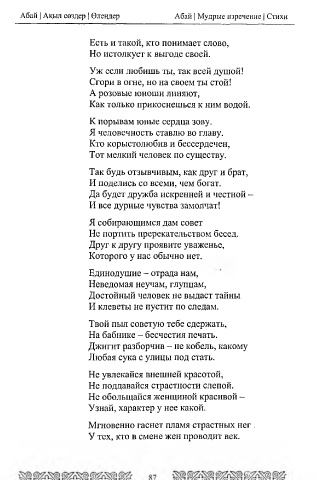 Абай | Ақыл сөздер | Өлеңдер
Абай | Мудрые изречение | Стихи
Есть и такой, кто понимает слово,
Но истолкует к выгоде своей.
Уж если любишь ты, так всей душой!
Сгори в огне, но на своем ты стой!
А розовые юноши линяют,
Как только прикоснешься к ним водой.
К порывам юные сердца зову.
Я человечность ставлю во главу.
Кто корыстолюбив и бессердечен,
Тот мелкий человек по существу.
Так будь отзывчивым, как друг и брат,
И поделись со всеми, чем богат.
Да будет дружба искренней и честной –
И все дурные чувства замолчат!
Я собирающимся дам совет
Не портить пререкательством бесед.
Друг к другу проявите уваженье,
Которого у нас обычно нет.
Единодушие – отрада нам,
Неведомая неучам, глупцам,
Достойный человек не выдаст тайны
И клеветы не пустит по следам.
Твой пыл советую тебе сдержать,
На бабнике – бесчестия печать.
Джигит разборчив – не кобель, какому
Любая сука с улицы под стать.
Не увлекайся внешней красотой,
Не поддавайся страстности слепой.
Не обольщайся женщиной красивой –
Узнай, характер у нее какой.
Мгновенно гаснет пламя страстных нег
У тех, кто в смене жен проводит век.
87